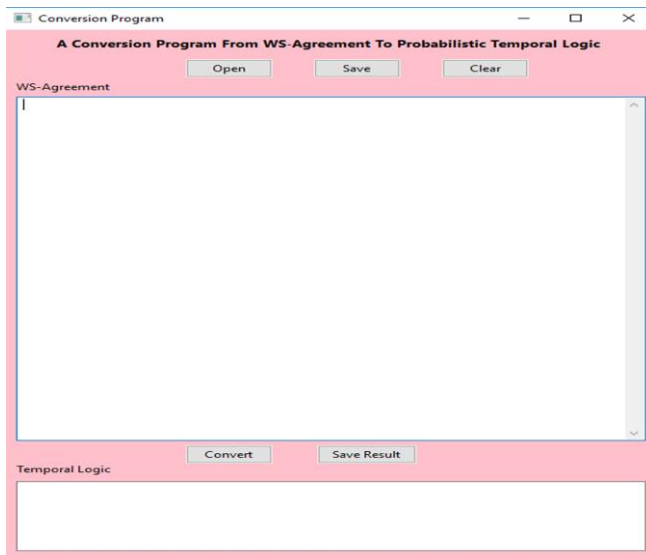 Conversion Program
A Conversion Program From WS-Agreement To Probabilistic Temporal Logic
Open Save Clear
WS-Agreement
Convert Save Result
Temporal Logic